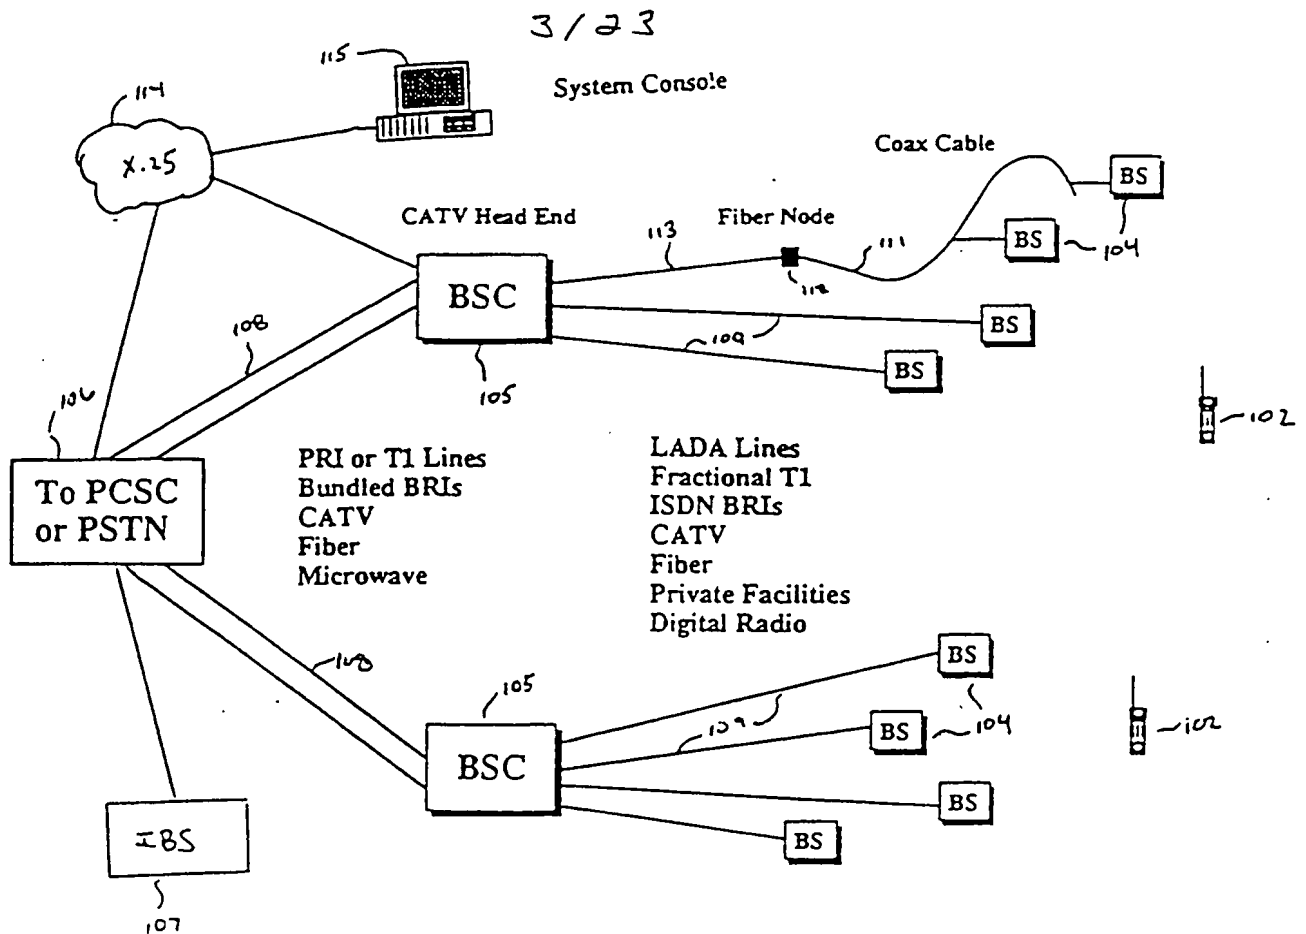 3/23
115
System Console
114
X.25
Coax Cable
BS
CATV Head End
Fiber Node
113
111
BS
104
BSC
112
108
109
BS
BS
105
106
102
PRI or T1 Lines
Bundled BRIs
CATV
Fiber
Microwave
LADA Lines
Fractional T1
ISDN BRIs
CATV
Fiber
Private Facilities
Digital Radio
To PCSC
or PSTN
108
105
BS
109
104
BS
102
BSC
BS
BS
IBS
107